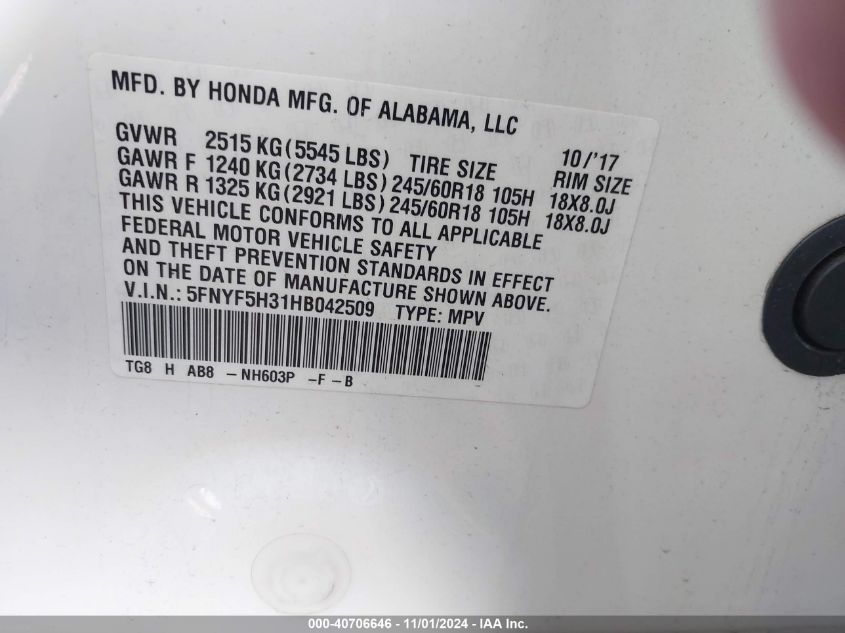 MFD. BY HONDA MFG. OF ALABAMA, LLC
GVWR 2515 KG (5545 LBS) TIRE SIZE 10/'17 RIM SIZE
GAWR F 1240 KG (2734 LBS) 245/60R18 105H 18X8.0J
GAWR R 1325 KG (2921 LBS) 245/60R18 105H 18X8.0J
THIS VEHICLE CONFORMS TO ALL APPLICABLE
FEDERAL MOTOR VEHICLE SAFETY
AND THEFT PREVENTION STANDARDS IN EFFECT
ON THE DATE OF MANUFACTURE SHOWN ABOVE.
V.I.N.: 5FNYF5H31HB042509 TYPE: MPV
TG8 H AB8 - NH603P - F - B
000-40706646 - 11/01/2024 - IAA Inc.